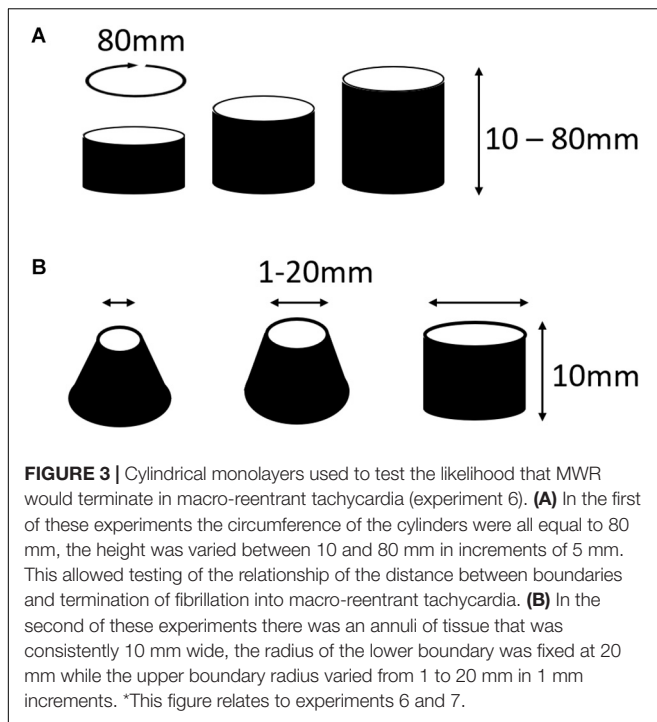 A
80mm
10 – 80mm
B
1-20mm
10mm
FIGURE 3 | Cylindrical monolayers used to test the likelihood that MWR
would terminate in macro-reentrant tachycardia (experiment 6). (A) In the first
of these experiments the circumference of the cylinders were all equal to 80
mm, the height was varied between 10 and 80 mm in increments of 5 mm.
This allowed testing of the relationship of the distance between boundaries
and termination of fibrillation into macro-reentrant tachycardia. (B) In the
second of these experiments there was an annuli of tissue that was
consistently 10 mm wide, the radius of the lower boundary was fixed at 20
mm while the upper boundary radius varied from 1 to 20 mm in 1 mm
increments. *This figure relates to experiments 6 and 7.